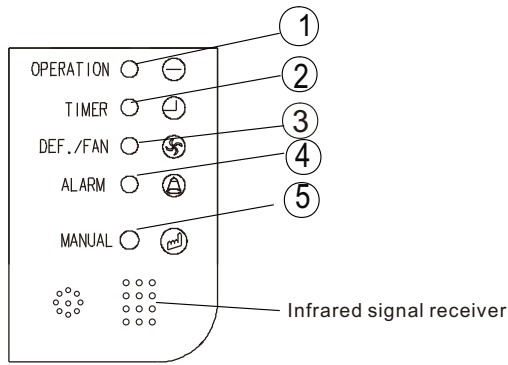 1
OPERATION
2
TIMER
3
DEF./FAN
4
ALARM
5
MANUAL
Infrared signal receiver